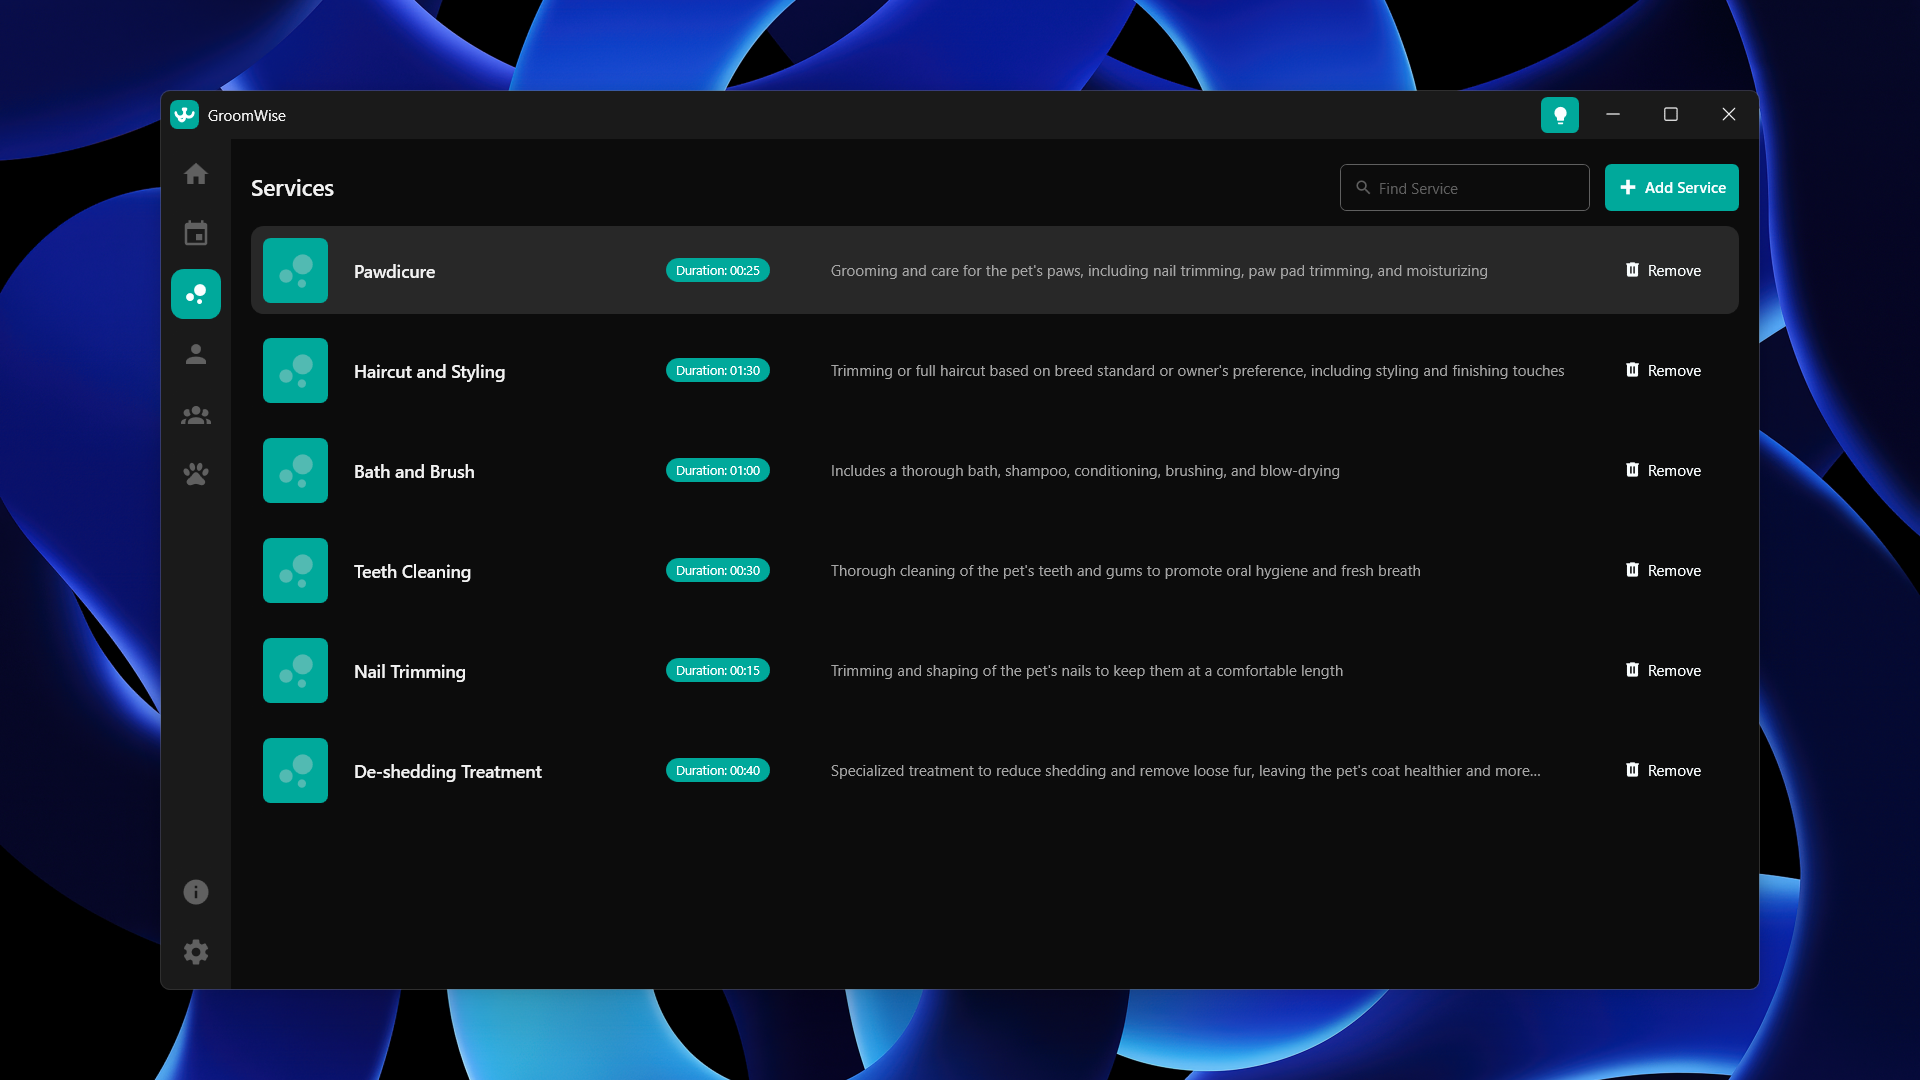 GroomWise
Services
Find Service
Add Service
Pawdicure
Duration: 00:25
Grooming and care for the pet's paws, including nail trimming, paw pad trimming, and moisturizing
Remove
Haircut and Styling
Duration: 01:30
Trimming or full haircut based on breed standard or owner's preference, including styling and finishing touches
Remove
Bath and Brush
Duration: 01:00
Includes a thorough bath, shampoo, conditioning, brushing, and blow-drying
Remove
Teeth Cleaning
Duration: 00:30
Thorough cleaning of the pet's teeth and gums to promote oral hygiene and fresh breath
Remove
Nail Trimming
Duration: 00:15
Trimming and shaping of the pet's nails to keep them at a comfortable length
Remove
De-shedding Treatment
Duration: 00:40
Specialized treatment to reduce shedding and remove loose fur, leaving the pet's coat healthier and more...
Remove